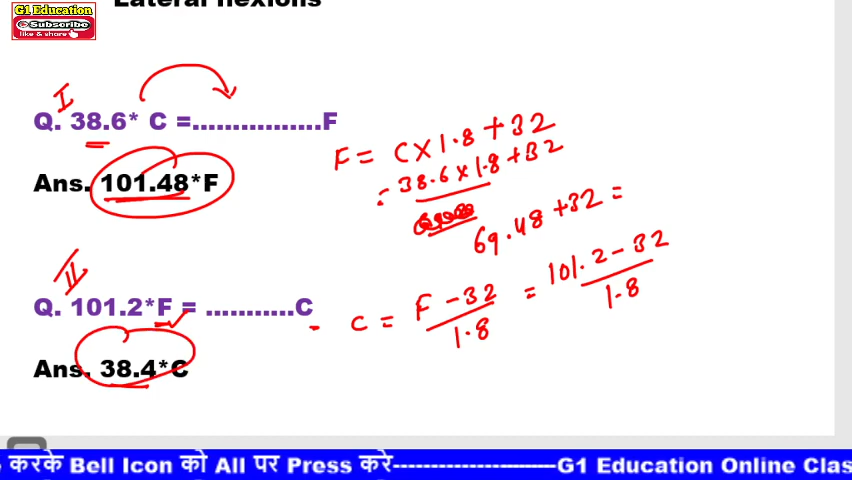 Lateral flexions
G1 Education
Subscribe
like & share
I
Q. 38.6* C =................F
F = C × 1.8 + 32
= 38.6 × 1.8 + 32
Ans. 101.48*F
69.48 + 32 =
II
Q. 101.2*F = ...........C
C = F - 32 / 1.8 = 101.2 - 32 / 1.8
Ans. 38.4*C
करके Bell Icon को All पर Press करे-----------------------G1 Education Online Clas